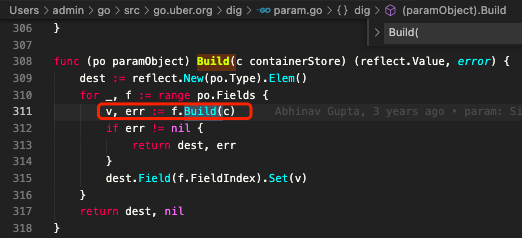 Users > admin > go > src > go.uber.org > dig > param.go > {} dig > (paramObject).Build
> Build(
306 }
307
308 func (po paramObject) Build(c containerStore) (reflect.Value, error) {
309 dest := reflect.New(po.Type).Elem()
310 for _, f := range po.Fields {
311 v, err := f.Build(c) Abhinav Gupta, 3 years ago • param: Si
312 if err != nil {
313 return dest, err
314 }
315 dest.Field(f.FieldIndex).Set(v)
316 }
317 return dest, nil
318 }